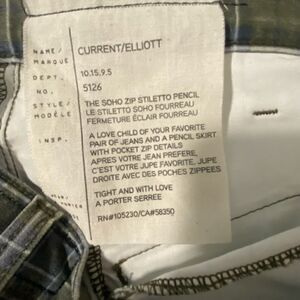 NAME/ MARQUE CURRENT/ELLIOTT
DEPT. 10.15.9.5
NO. 5126
STYLE/ MODÈLE THE SOHO ZIP STILETTO PENCIL
LE STILETTO SOHO FOURREAU
FERMETURE ÉCLAIR FOURREAU
INSP. A LOVE CHILD OF YOUR FAVORITE
PAIR OF JEANS AND A PENCIL SKIRT
WITH POCKET ZIP DETAILS
APRES VOTRE JEAN PREFERE,
C'EST VOTRE JUPE FAVORITE, JUPE
DROITE AVEC DES POCHES ZIPPEES
TIGHT AND WITH LOVE
A PORTER SERREE
RN#105230/CA#58350